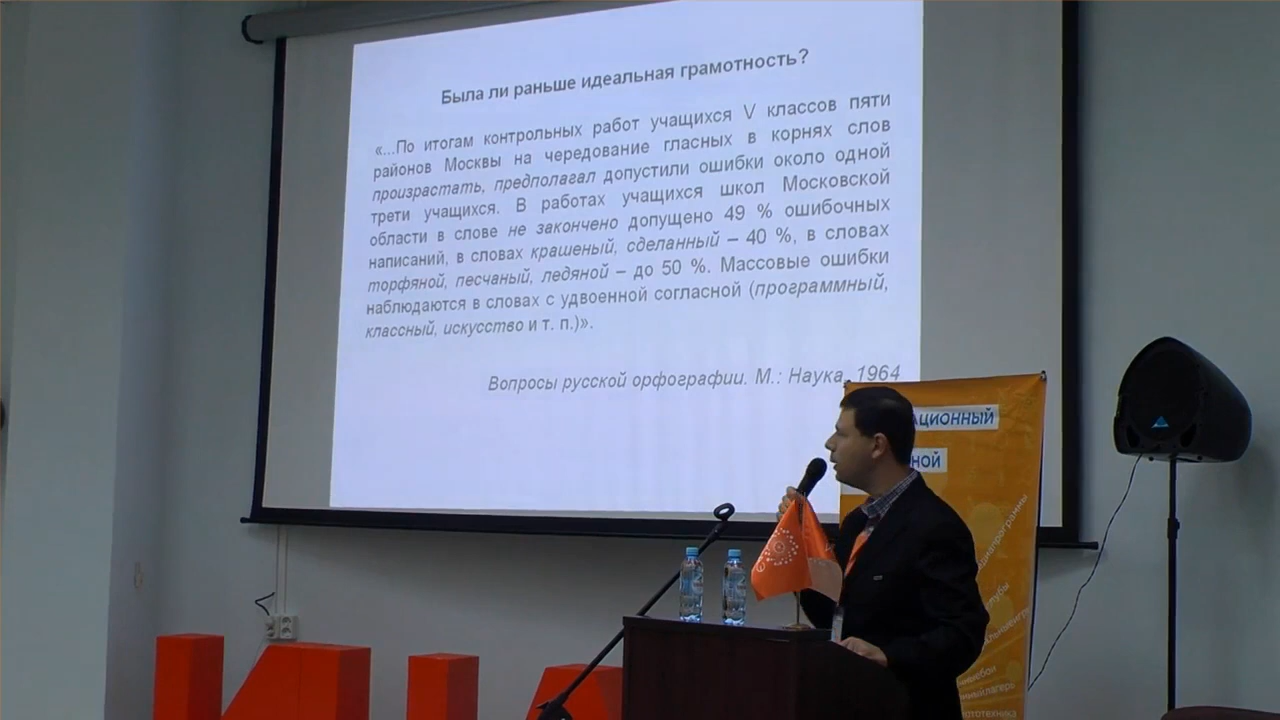 Была ли раньше идеальная грамотность?
«...По итогам контрольных работ учащихся V классов пяти
районов Москвы на чередование гласных в корнях слов
произрастать, предполагал допустили ошибки около одной
трети учащихся. В работах учащихся школ Московской
области в слове не закончено допущено 49 % ошибочных
написаний, в словах крашеный, сделанный – 40 %, в словах
торфяной, песчаный, ледяной – до 50 %. Массовые ошибки
наблюдаются в словах с удвоенной согласной (программный,
классный, искусство и т. п.)».
Вопросы русской орфографии. М.: Наука, 1964
АЦИОННЫЙ
НОЙ